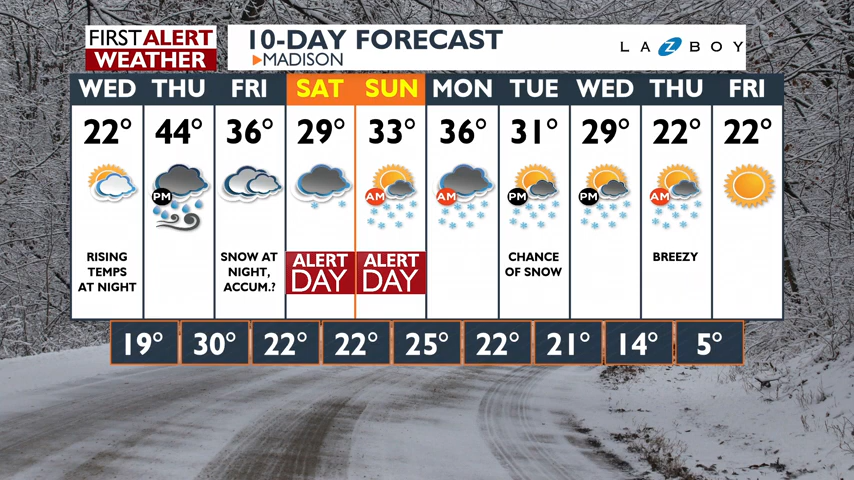 FIRST ALERT
WEATHER
10-DAY FORECAST
MADISON
LA Z BOY
WED THU FRI SAT SUN MON TUE WED THU FRI
22° 44° 36° 29° 33° 36° 31° 29° 22° 22°
PM AM AM PM PM AM
RISING
TEMPS
AT NIGHT
SNOW AT
NIGHT,
ACCUM.?
ALERT
DAY
ALERT
DAY
CHANCE
OF SNOW
BREEZY
19° 30° 22° 22° 25° 22° 21° 14° 5°